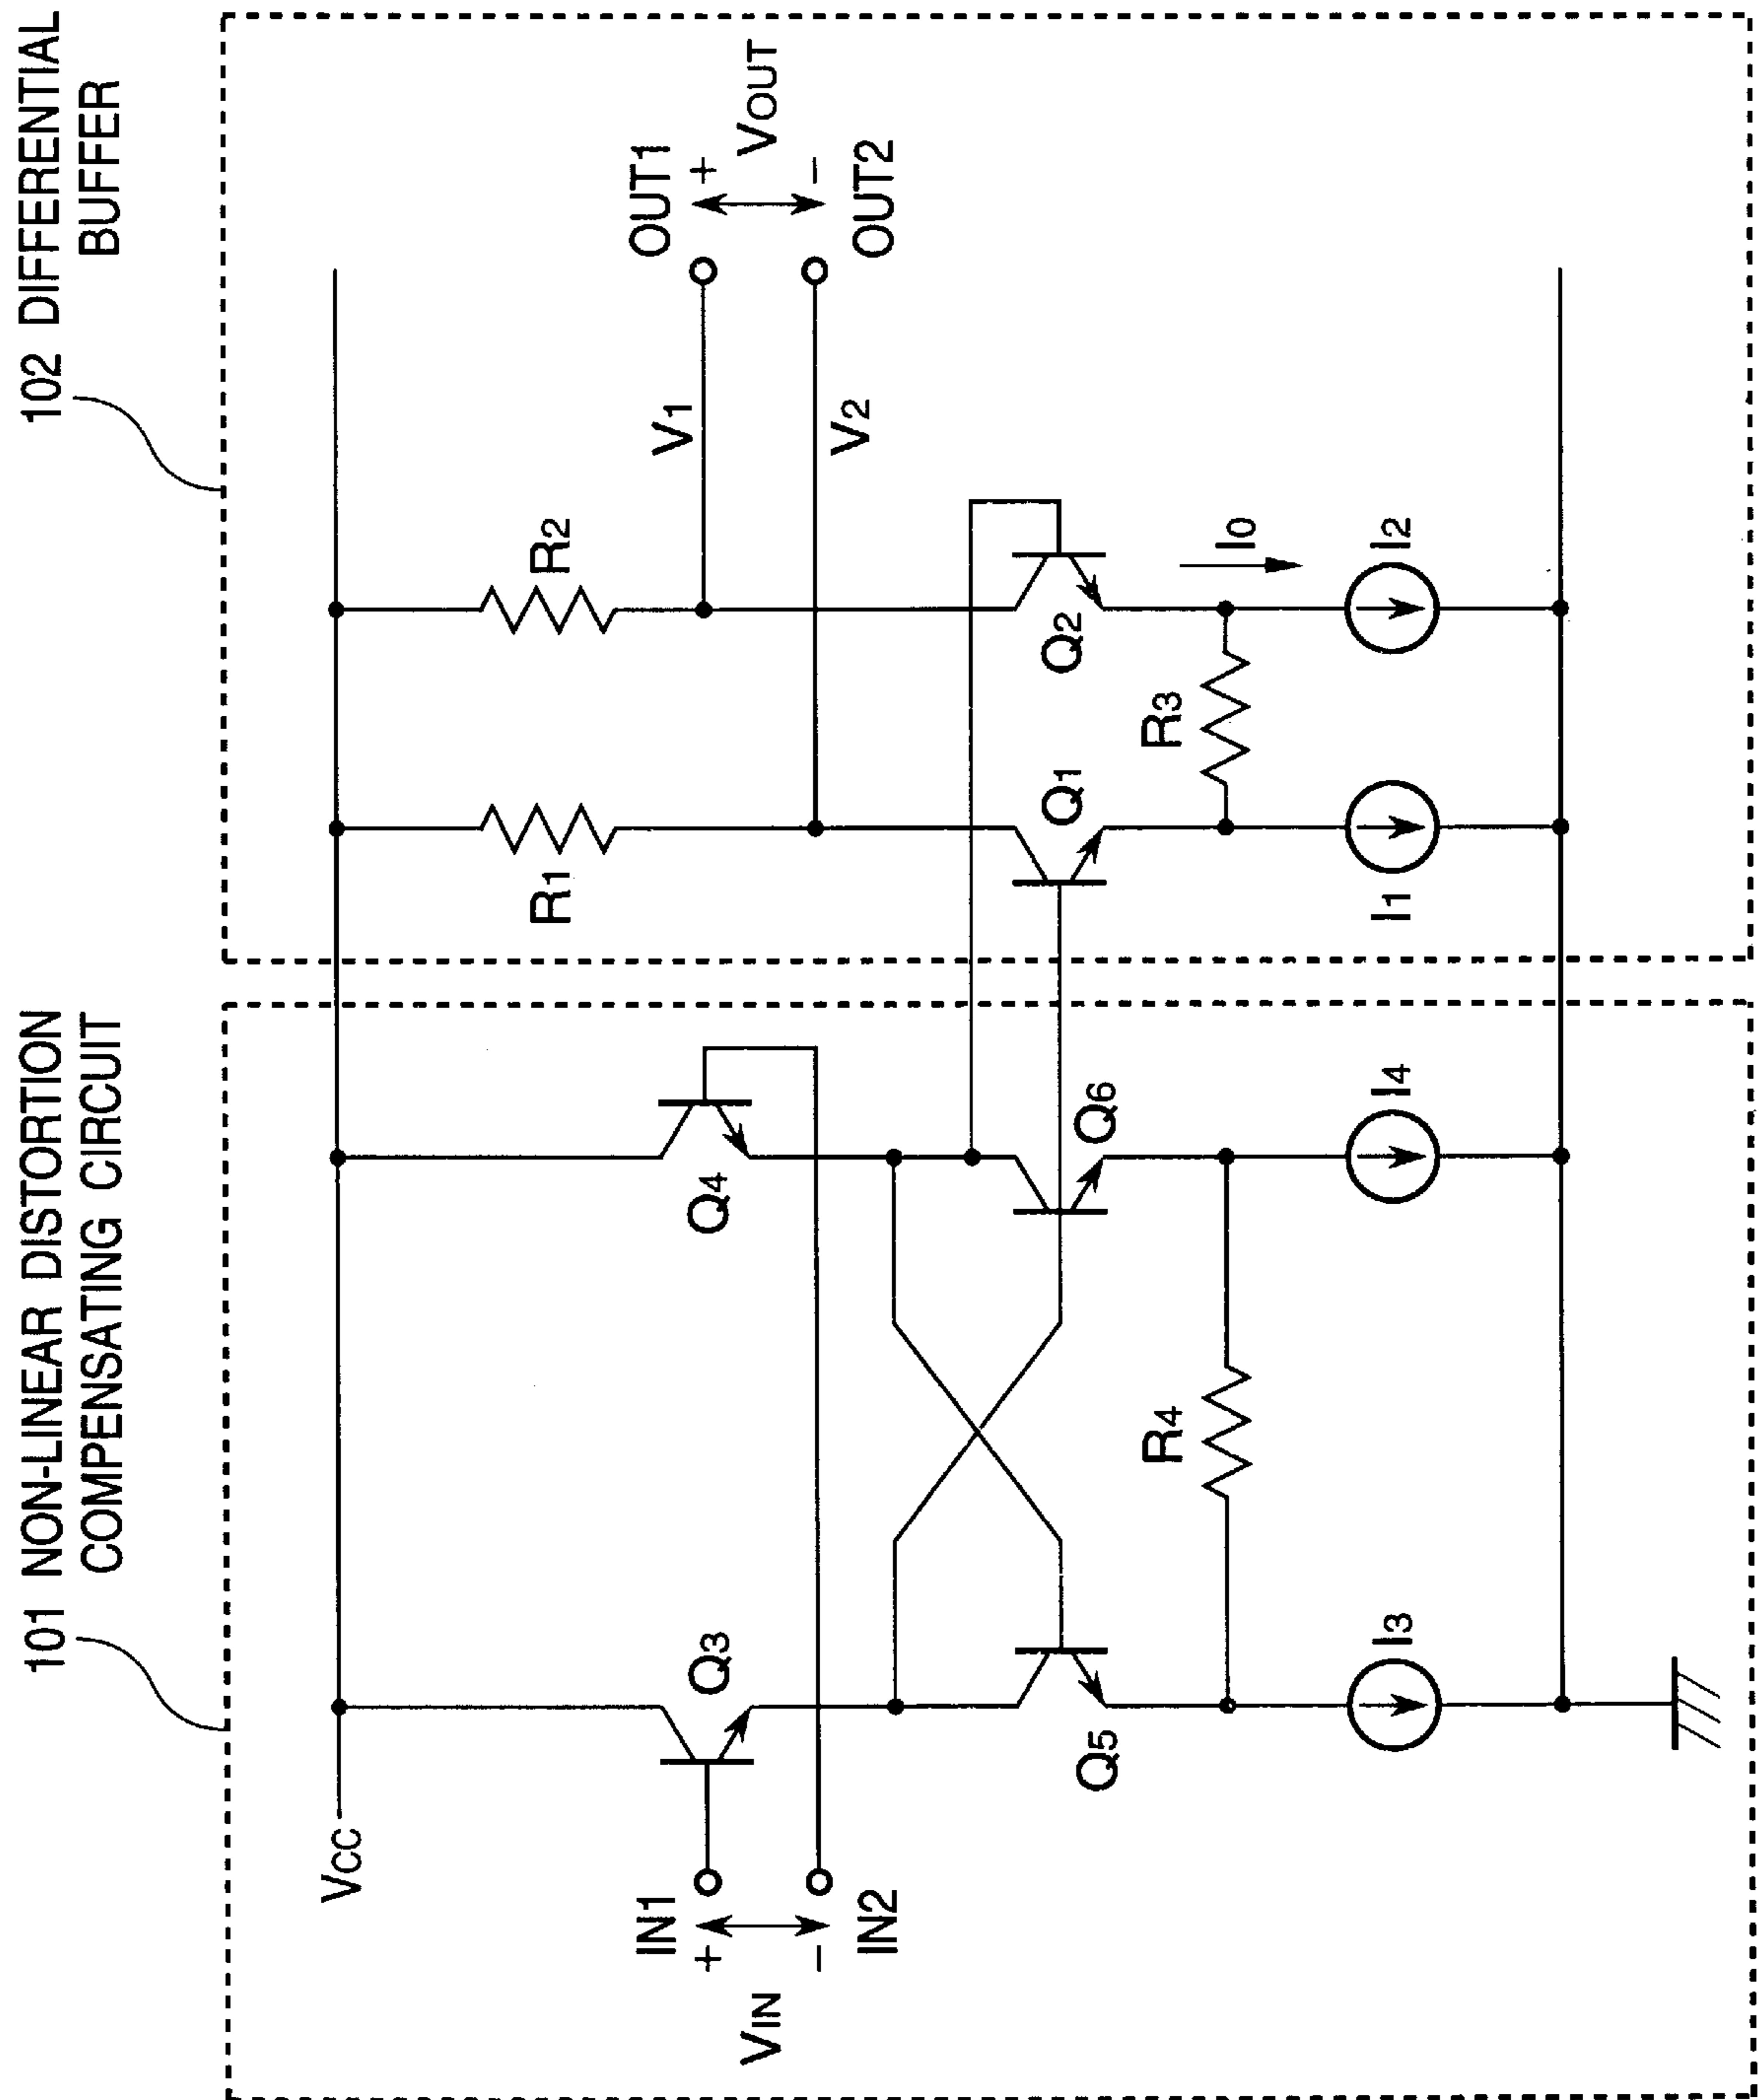 101 NON-LINEAR DISTORTION
COMPENSATING CIRCUIT
102 DIFFERENTIAL
BUFFER
VCC
R1
R2
IN1
+
VIN
−
IN2
Q3
Q4
V1
V2
OUT1
+
VOUT
−
OUT2
Q5
Q6
Q1
Q2
R4
R3
I0
I3
I4
I1
I2